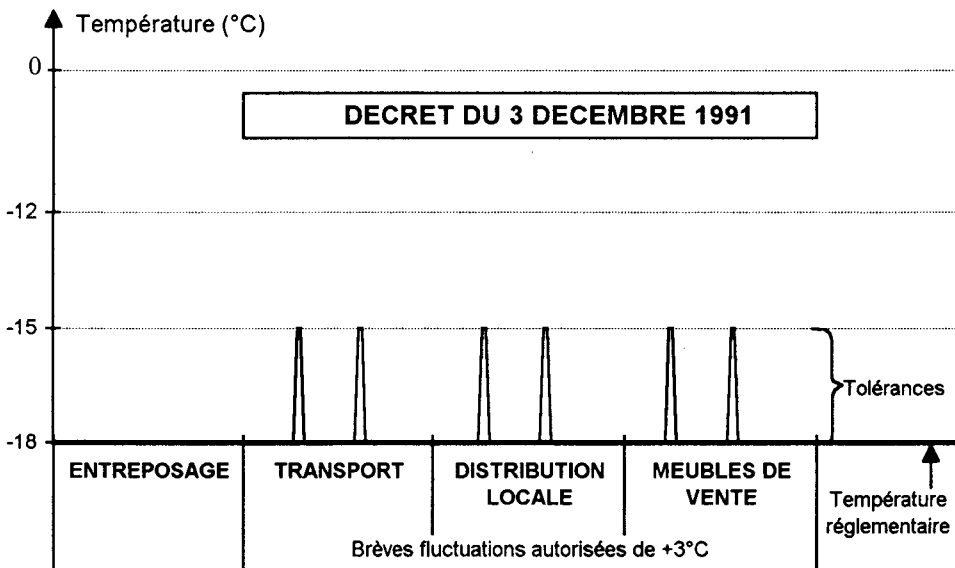 Température (°C)
0
DECRET DU 3 DECEMBRE 1991
-12
-15
Tolérances
-18
ENTREPOSAGE
TRANSPORT
DISTRIBUTION
LOCALE
MEUBLES DE
VENTE
Température
réglementaire
Brèves fluctuations autorisées de +3°C